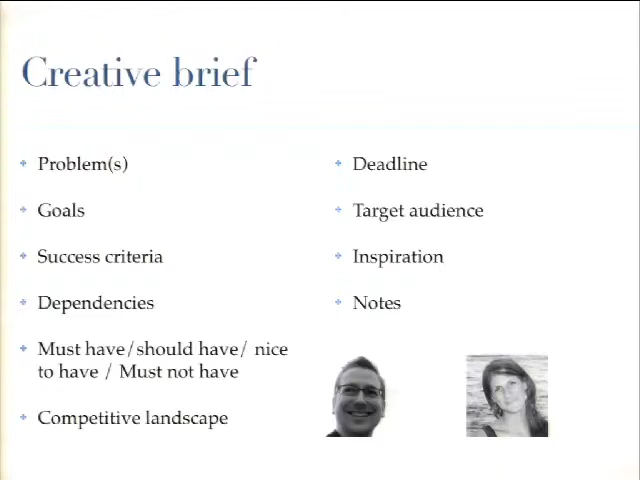 Creative brief
Problem(s)
Goals
Success criteria
Dependencies
Must have/should have/ nice
to have / Must not have
Competitive landscape
Deadline
Target audience
Inspiration
Notes